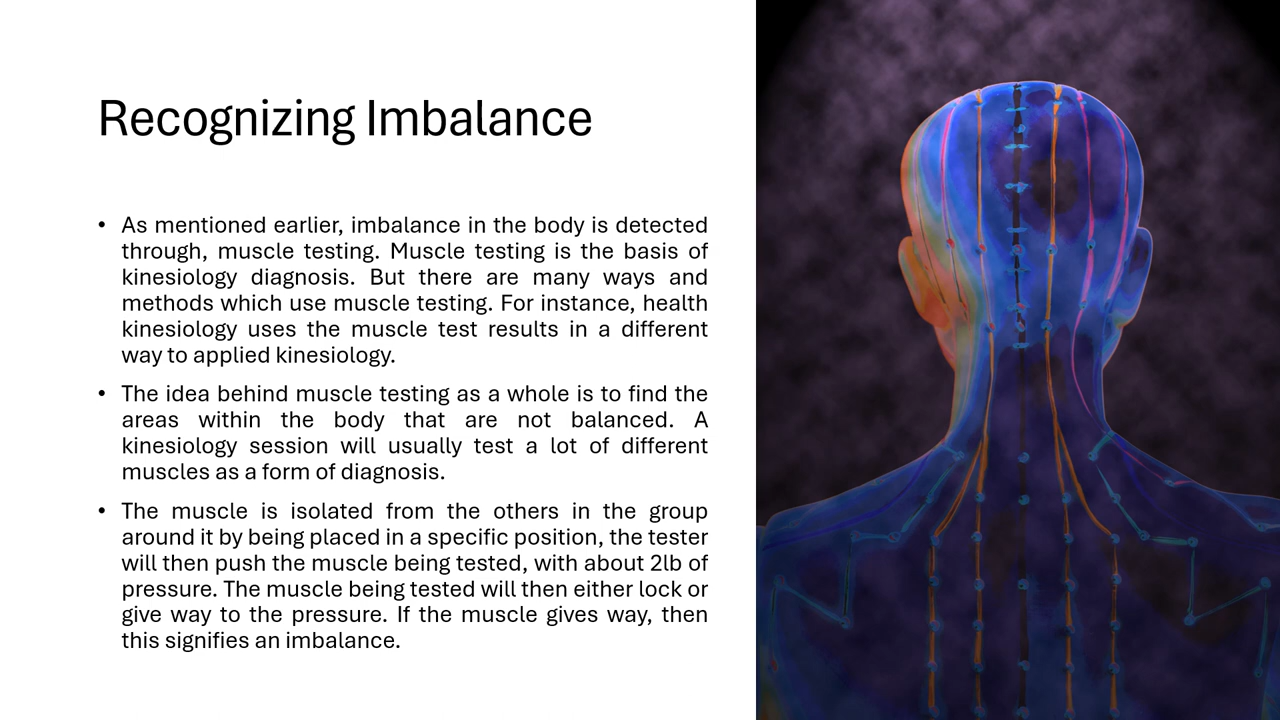 Recognizing Imbalance
• As mentioned earlier, imbalance in the body is detected
through, muscle testing. Muscle testing is the basis of
kinesiology diagnosis. But there are many ways and
methods which use muscle testing. For instance, health
kinesiology uses the muscle test results in a different
way to applied kinesiology.
• The idea behind muscle testing as a whole is to find the
areas within the body that are not balanced. A
kinesiology session will usually test a lot of different
muscles as a form of diagnosis.
• The muscle is isolated from the others in the group
around it by being placed in a specific position, the tester
will then push the muscle being tested, with about 2lb of
pressure. The muscle being tested will then either lock or
give way to the pressure. If the muscle gives way, then
this signifies an imbalance.